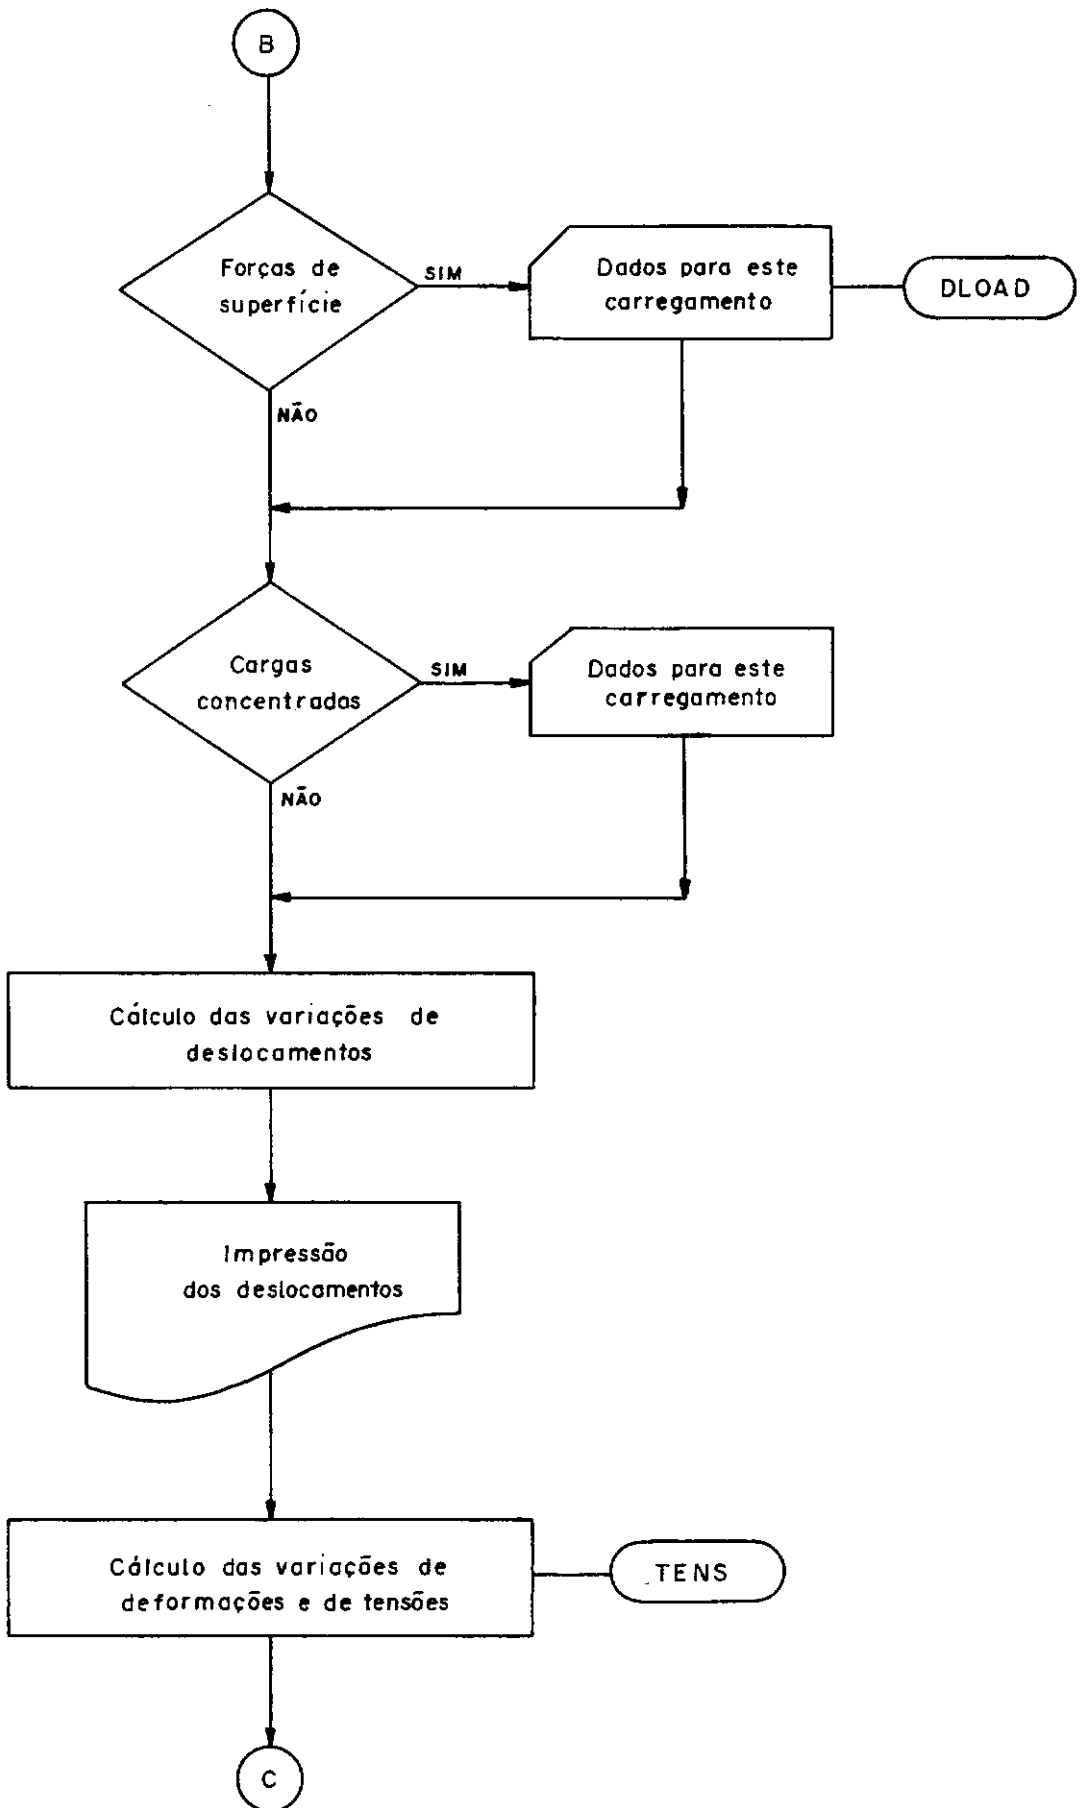 B
Forças de
superfície
SIM
Dados para este
carregamento
DLOAD
NÃO
Cargas
concentradas
SIM
Dados para este
carregamento
NÃO
Cálculo das variações de
deslocamentos
Impressão
dos deslocamentos
Cálculo das variações de
deformações e de tensões
TENS
C